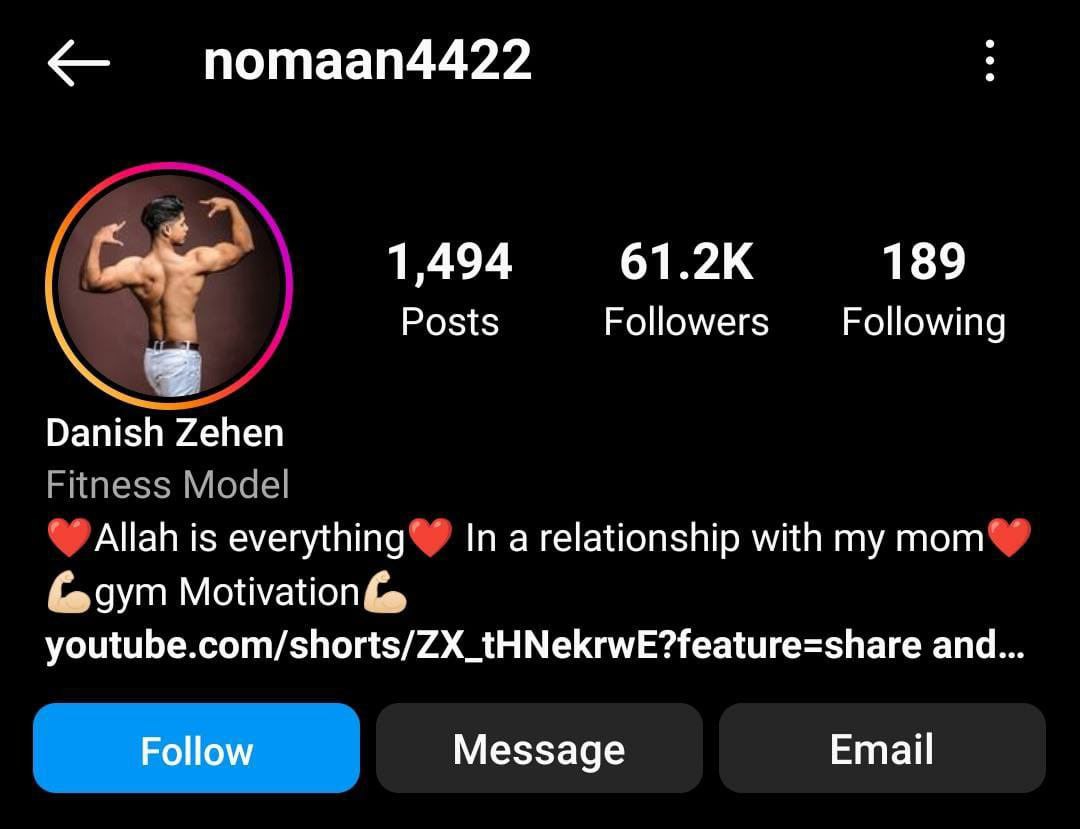 nomaan4422
1,494 61.2K 189
Posts Followers Following
Danish Zehen
Fitness Model
❤️Allah is everything❤️ In a relationship with my mom❤️
💪🏻gym Motivation💪🏻
youtube.com/shorts/ZX_tHNekrwE?feature=share and...
Follow Message Email